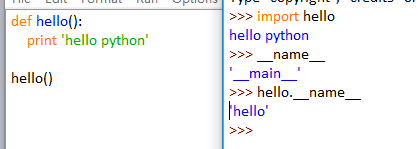 def hello():
    print 'hello python'
hello()
>>> import hello
hello python
>>> __name__
'__main__'
>>> hello.__name__
'hello'
>>>